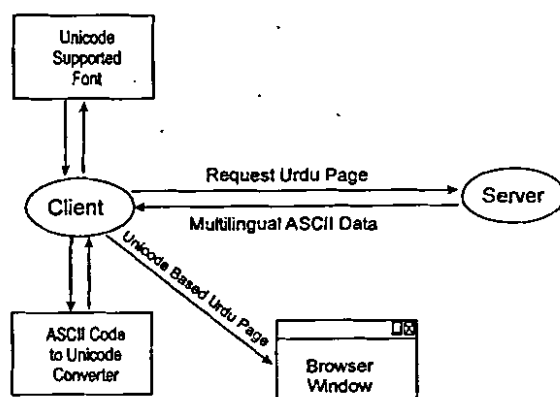 Unicode
Supported
Font
Request Urdu Page
Client
Server
Multilingual ASCII Data
Unicode Based Urdu Page
ASCII Code
to Unicode
Converter
Browser
Window